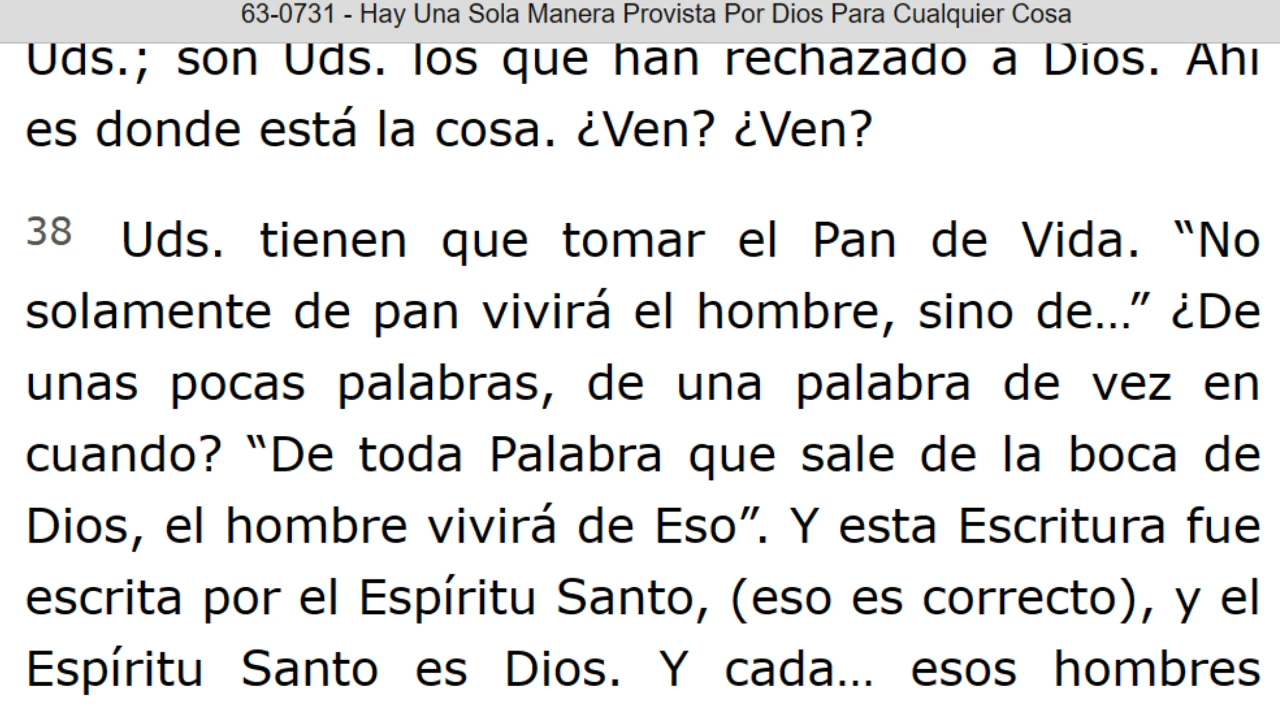 63-0731 - Hay Una Sola Manera Provista Por Dios Para Cualquier Cosa
Uds.; son Uds. los que han rechazado a Dios. Ahí
es donde está la cosa. ¿Ven? ¿Ven?
38 Uds. tienen que tomar el Pan de Vida. “No
solamente de pan vivirá el hombre, sino de…” ¿De
unas pocas palabras, de una palabra de vez en
cuando? “De toda Palabra que sale de la boca de
Dios, el hombre vivirá de Eso”. Y esta Escritura fue
escrita por el Espíritu Santo, (eso es correcto), y el
Espíritu Santo es Dios. Y cada… esos hombres